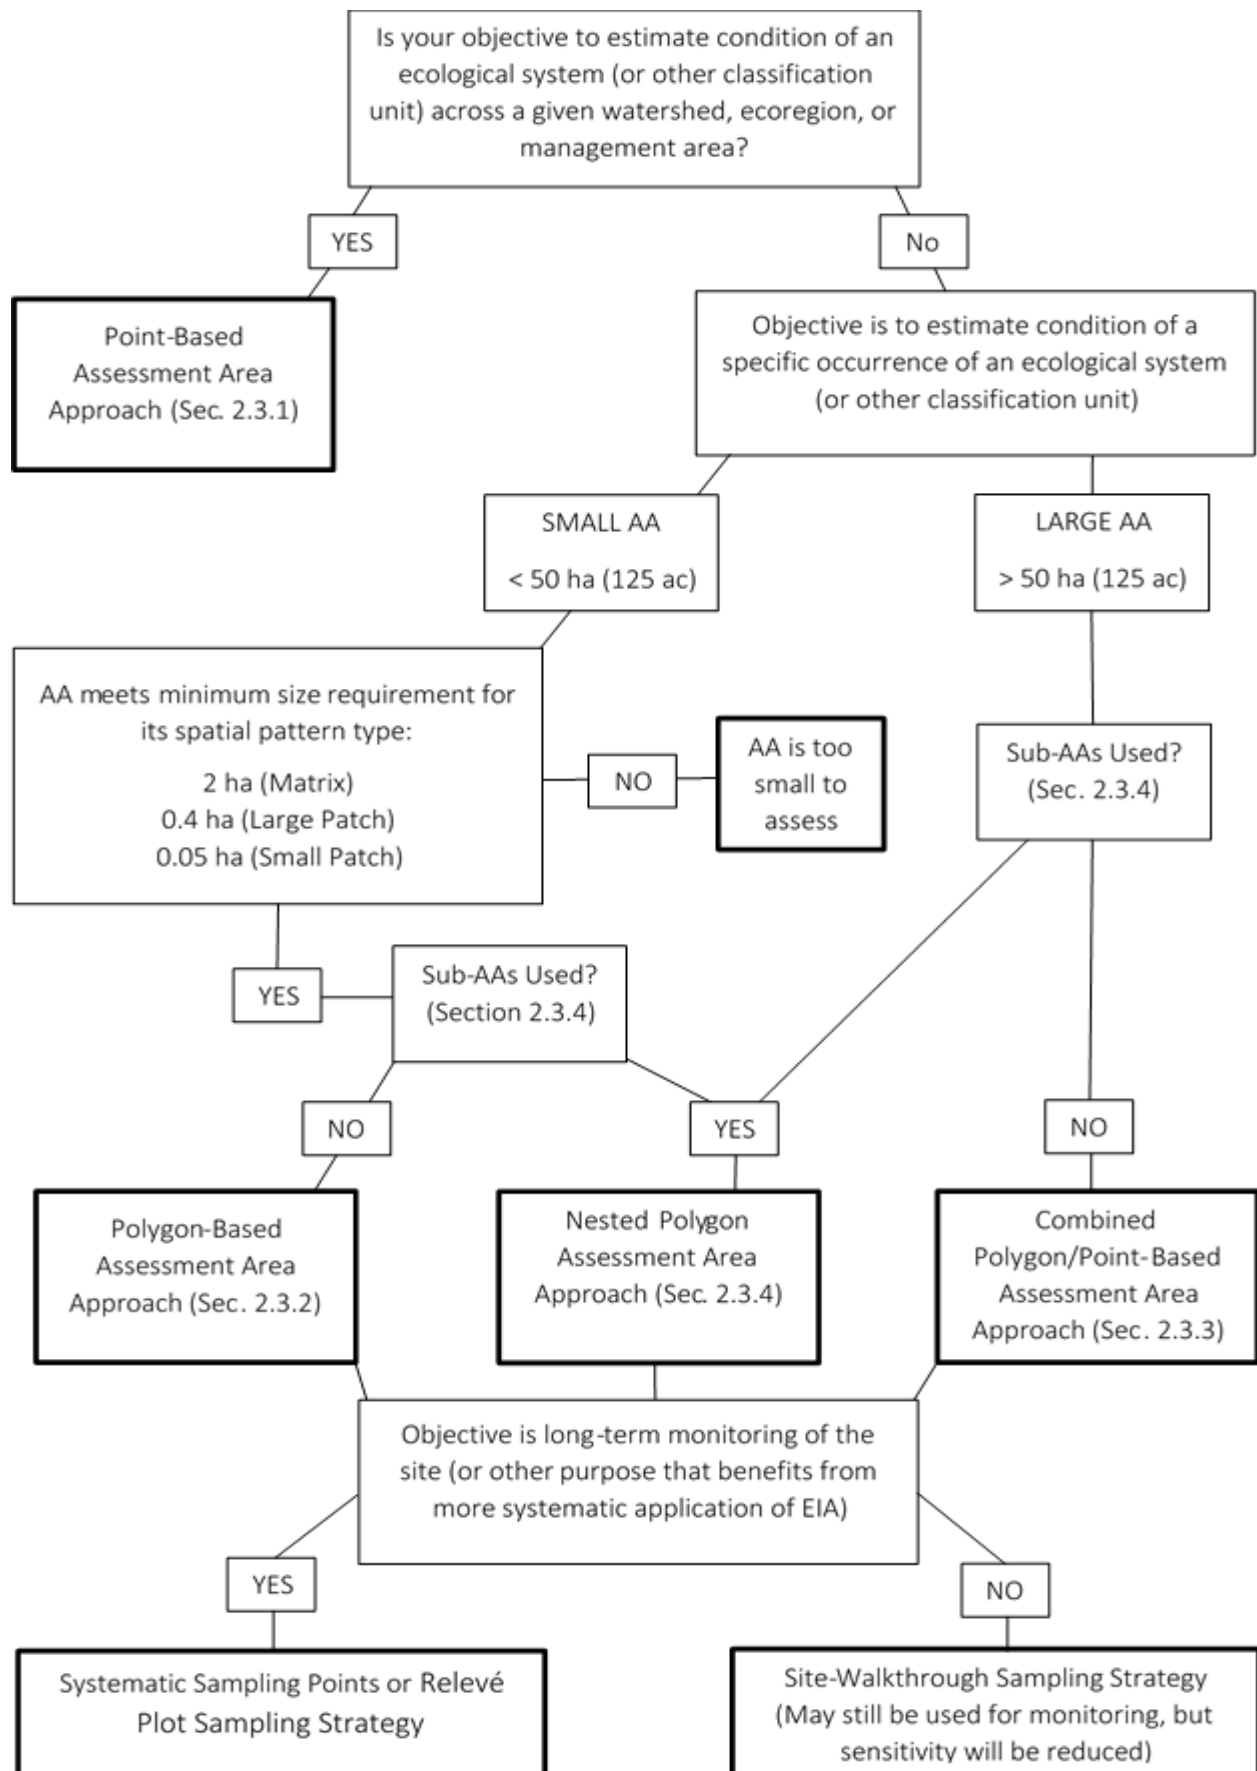 Is your objective to estimate condition of an
ecological system (or other classification
unit) across a given watershed, ecoregion, or
management area?
YES
No
Point-Based
Assessment Area
Approach (Sec. 2.3.1)
Objective is to estimate condition of a
specific occurrence of an ecological system
(or other classification unit)
SMALL AA
< 50 ha (125 ac)
LARGE AA
> 50 ha (125 ac)
AA meets minimum size requirement for
its spatial pattern type:
2 ha (Matrix)
0.4 ha (Large Patch)
0.05 ha (Small Patch)
NO
AA is too
small to
assess
Sub-AAs Used?
(Sec. 2.3.4)
YES
Sub-AAs Used?
(Section 2.3.4)
NO
YES
NO
Polygon-Based
Assessment Area
Approach (Sec. 2.3.2)
Nested Polygon
Assessment Area
Approach (Sec. 2.3.4)
Combined
Polygon/Point-Based
Assessment Area
Approach (Sec. 2.3.3)
Objective is long-term monitoring of the
site (or other purpose that benefits from
more systematic application of EIA)
YES
NO
Systematic Sampling Points or Relevé
Plot Sampling Strategy
Site-Walkthrough Sampling Strategy
(May still be used for monitoring, but
sensitivity will be reduced)